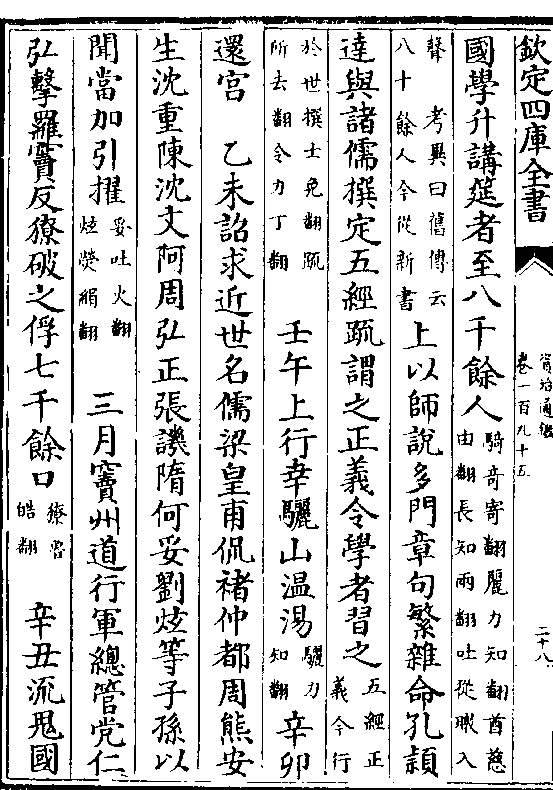 欽定四庫全書
資治通鑑
卷一百九十五
二十八
國學升講筵者至八千餘人騎奇寄翻麗力知翻酋慈由翻長知兩翻吐從暾入
聲　考異曰舊傳云八十餘人今從新書上以師說多門章句繁雜命孔穎
達與諸儒撰定五經疏謂之正義令學者習之五經正義今行
於世撰士免翻疏所去翻令力丁翻　壬午上行幸驪山温湯驪力知翻辛卯
還宫　乙未詔求近世名儒梁皇甫侃禇仲都周熊安
生沈重陳沈文阿周弘正張譏隋何妥劉炫等子孫以
聞當加引擢妥吐火翻炫熒絹翻　三月竇州道行軍總管党仁
弘擊羅竇反獠破之俘七千餘口獠魯皓翻　辛丑流鬼國